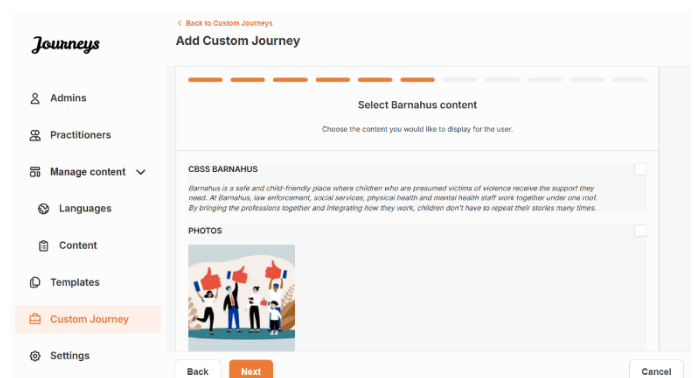 < Back to Custom Journeys
Journeys
Add Custom Journey
Admins
Practitioners
Manage content
Languages
Content
Templates
Custom Journey
Settings
Select Barnahus content
Choose the content you would like to display for the user.
CBSS BARNAHUS
Barnahus is a safe and child-friendly place where children who are presumed victims of violence receive the support they
need. At Barnahus, law enforcement, social services, physical health and mental health staff work together under one roof.
By bringing the professions together and integrating how they work, children don't have to repeat their stories many times.
PHOTOS
Back
Next
Cancel